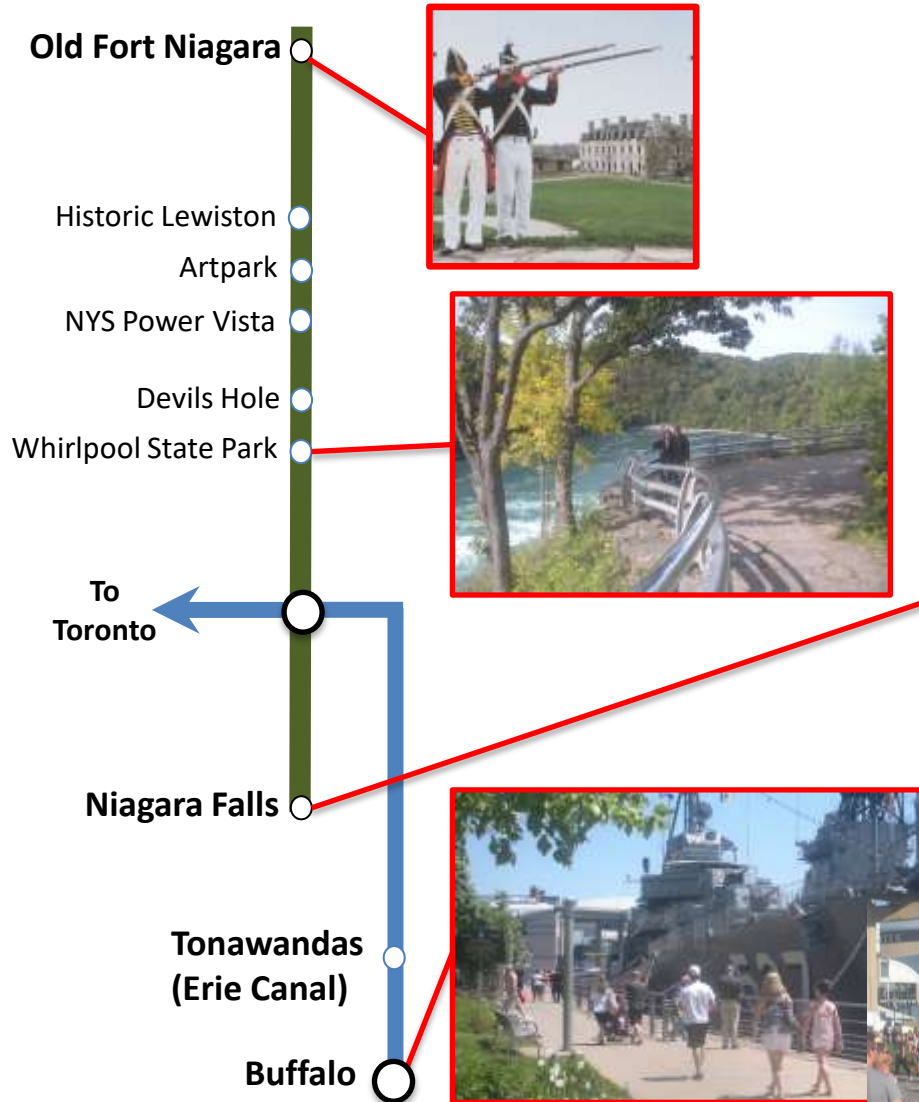 Old Fort Niagara
Historic Lewiston
Artpark
NYS Power Vista
Devils Hole
Whirlpool State Park
To
Toronto
Niagara Falls
Tonawandas
(Erie Canal)
Buffalo